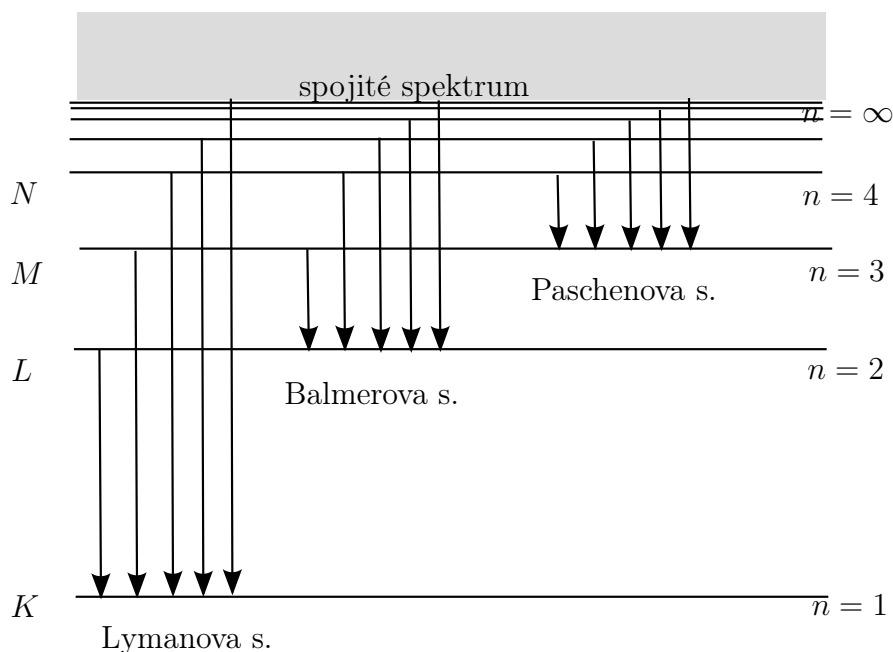 spojité spektrum
n = ∞
N
n = 4
M
n = 3
Paschenova s.
L
n = 2
Balmerova s.
K
n = 1
Lymanova s.